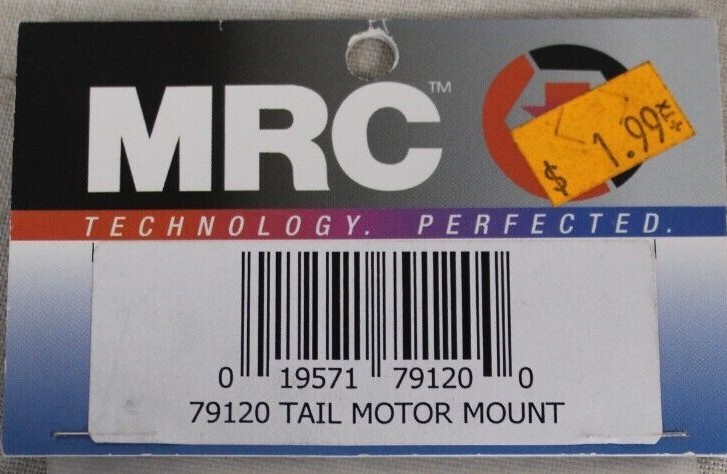 MRC™
$ 1.99
TECHNOLOGY. PERFECTED.
0 19571 79120 0
79120 TAIL MOTOR MOUNT